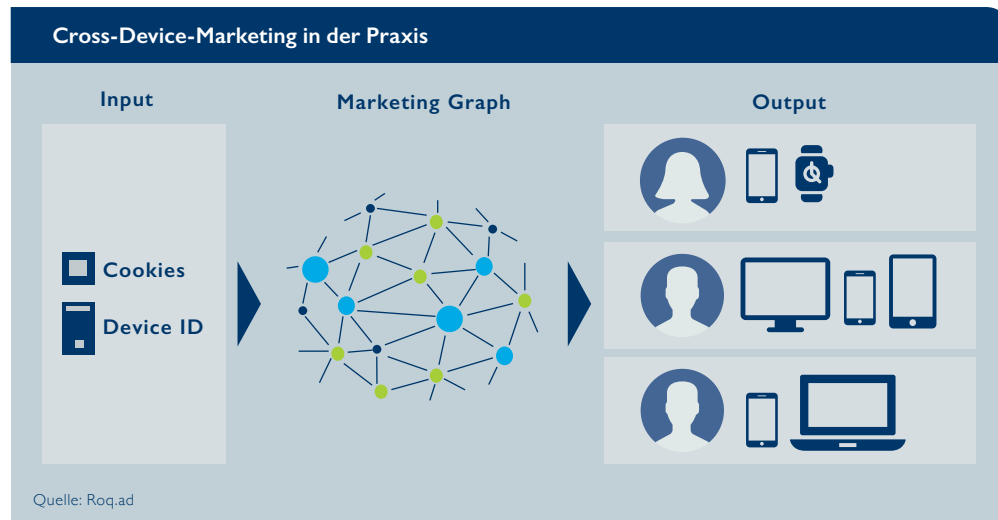 Cross-Device-Marketing in der Praxis
Input
Marketing Graph
Output
Cookies
Device ID
Quelle: Roq.ad